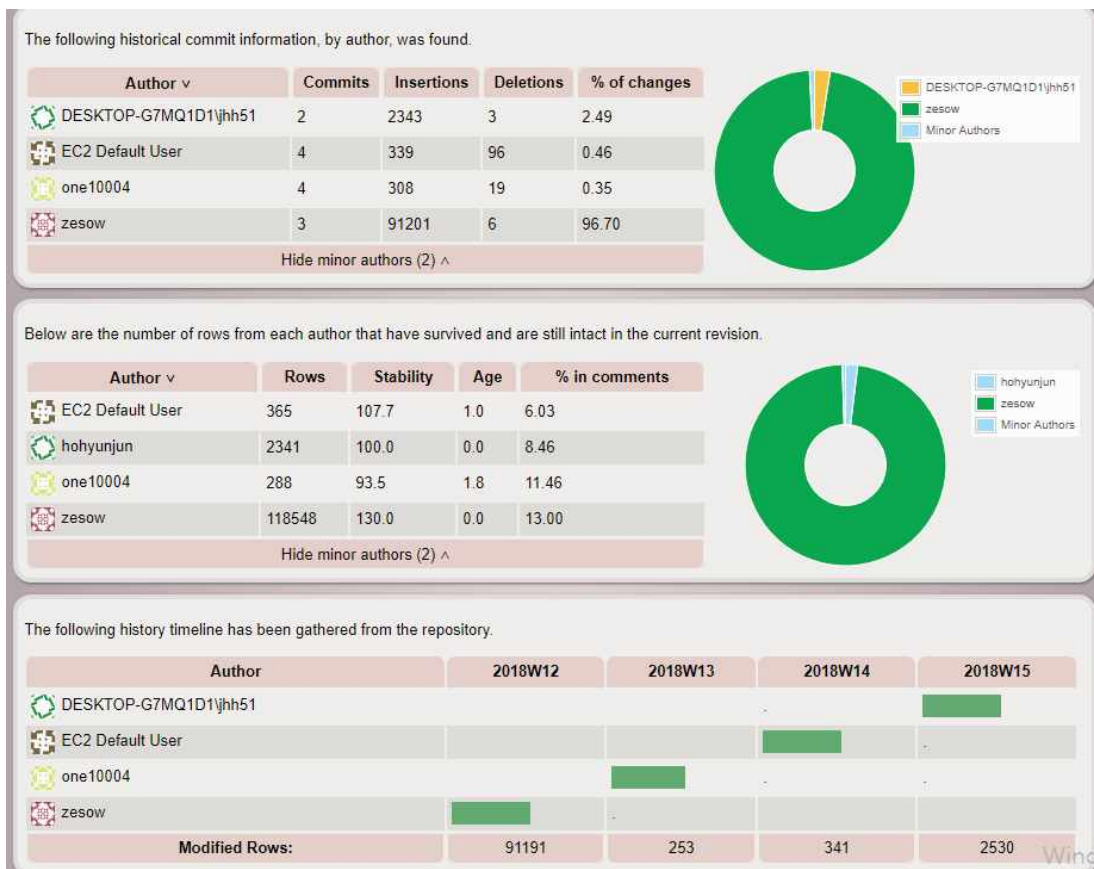 The following historical commit information, by author, was found.
Author ˅ Commits Insertions Deletions % of changes
DESKTOP-G7MQ1D1\jhh51 2 2343 3 2.49
EC2 Default User 4 339 96 0.46
one10004 4 308 19 0.35
zesow 3 91201 6 96.70
Hide minor authors (2) ˄
DESKTOP-G7MQ1D1\jhh51
zesow
Minor Authors
Below are the number of rows from each author that have survived and are still intact in the current revision.
Author ˅ Rows Stability Age % in comments
EC2 Default User 365 107.7 1.0 6.03
hohyunjun 2341 100.0 0.0 8.46
one10004 288 93.5 1.8 11.46
zesow 118548 130.0 0.0 13.00
Hide minor authors (2) ˄
hohyunjun
zesow
Minor Authors
The following history timeline has been gathered from the repository.
Author 2018W12 2018W13 2018W14 2018W15
DESKTOP-G7MQ1D1\jhh51 .
EC2 Default User .
one10004 . .
zesow .
Modified Rows: 91191 253 341 2530